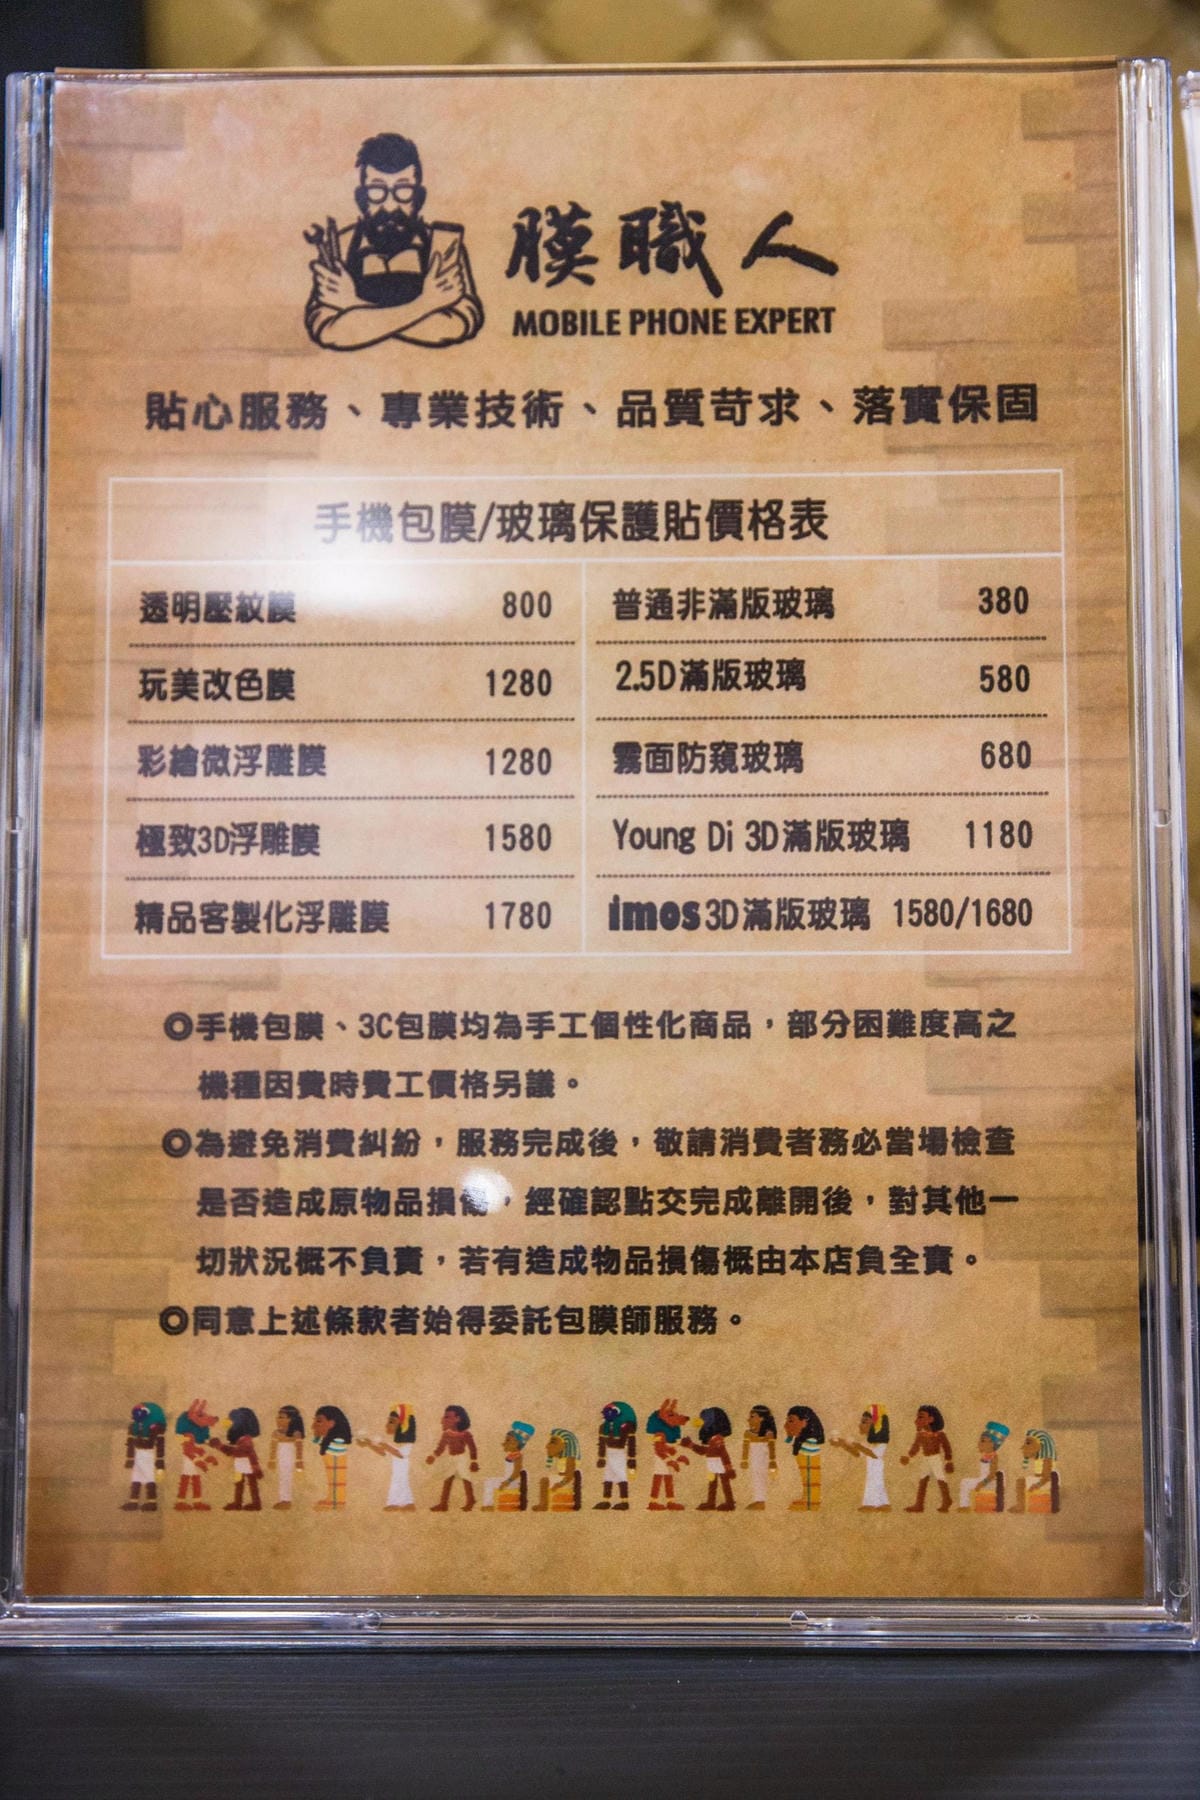 膜職人
MOBILE PHONE EXPERT
貼心服務、專業技術、品質苛求、落實保固
手機包膜/玻璃保護貼價格表
透明壓紋膜 800
普通非滿版玻璃 380
玩美改色膜 1280
2.5D滿版玻璃 580
彩繪微浮雕膜 1280
霧面防窺玻璃 680
極致3D浮雕膜 1580
Young Di 3D滿版玻璃 1180
精品客製化浮雕膜 1780
imos3D滿版玻璃 1580/1680
◎手機包膜、3C包膜均為手工個性化商品，部分困難度高之
機種因費時費工價格另議。
◎為避免消費糾紛，服務完成後，敬請消費者務必當場檢查
是否造成原物品損傷，經確認點交完成離開後，對其他一
切狀況概不負責，若有造成物品損傷概由本店負全責。
◎同意上述條款者始得委託包膜師服務。